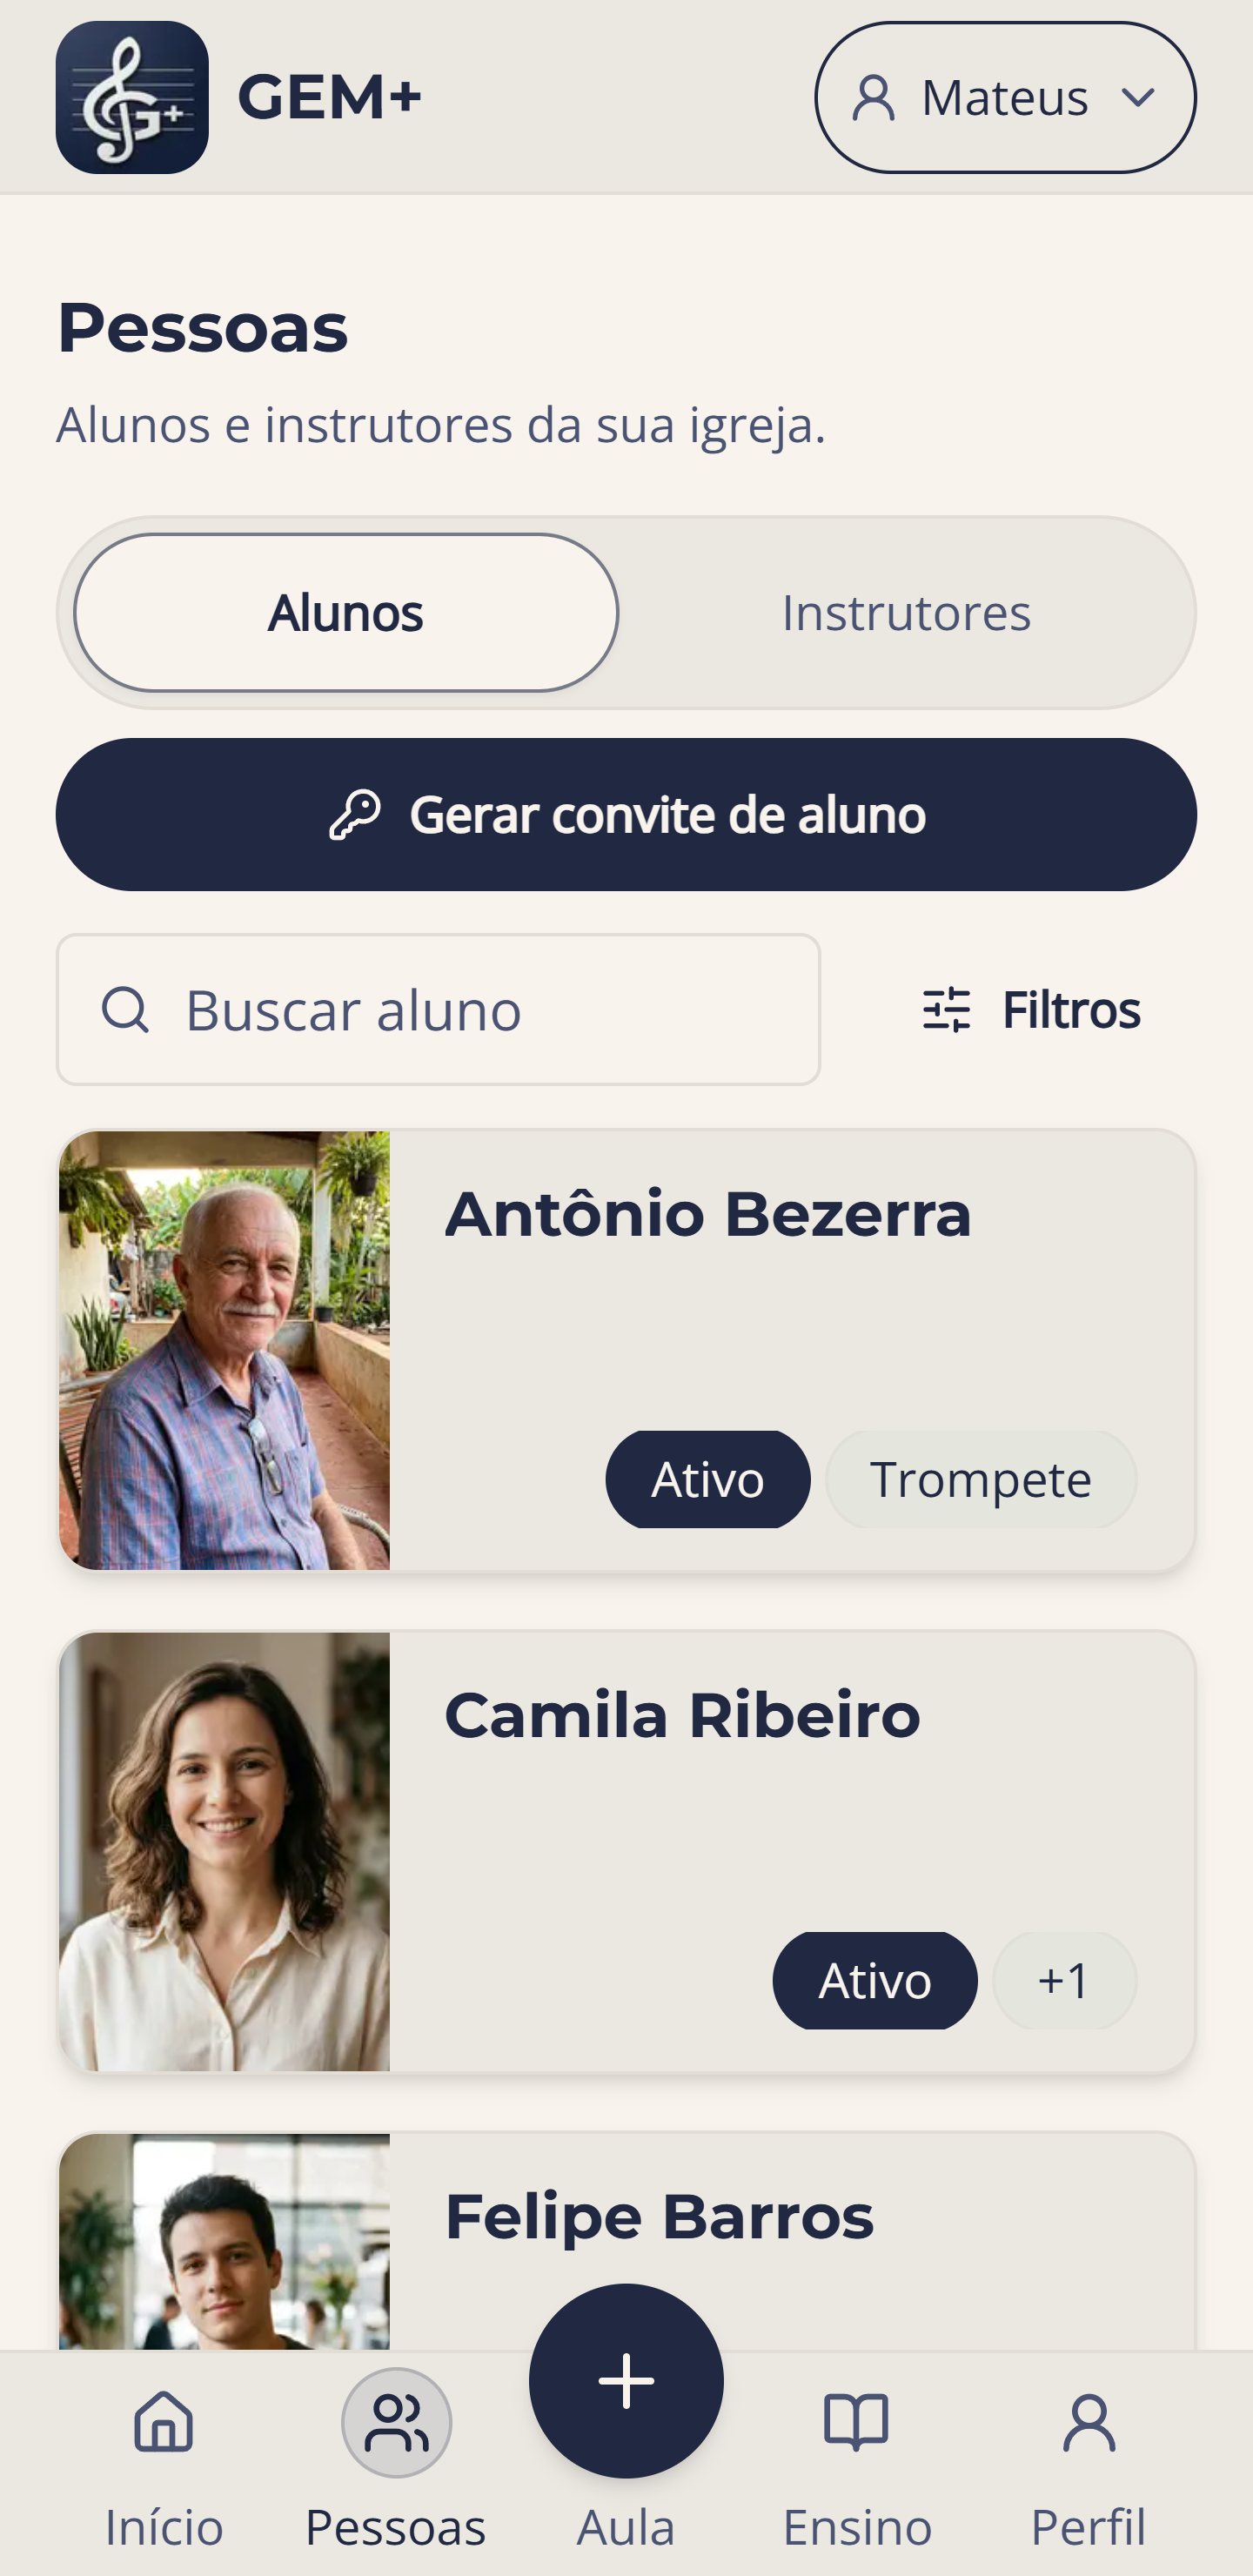 G+
GEM+
Mateus
Pessoas
Alunos e instrutores da sua igreja.
Alunos
Instrutores
Gerar convite de aluno
Buscar aluno
Filtros
Antônio Bezerra
Ativo
Trompete
Camila Ribeiro
Ativo
+1
Felipe Barros
Início
Pessoas
Aula
Ensino
Perfil